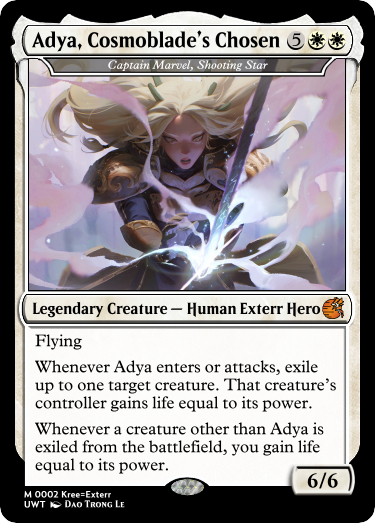 Adya, Cosmoblade's Chosen 5
Captain Marvel, Shooting Star
Legendary Creature — Human Exterr Hero
Flying
Whenever Adya enters or attacks, exile
up to one target creature. That creature's
controller gains life equal to its power.
Whenever a creature other than Adya is
exiled from the battlefield, you gain life
equal to its power.
6/6
M 0002 Kree=Exterr
UWT Dao Trong Le